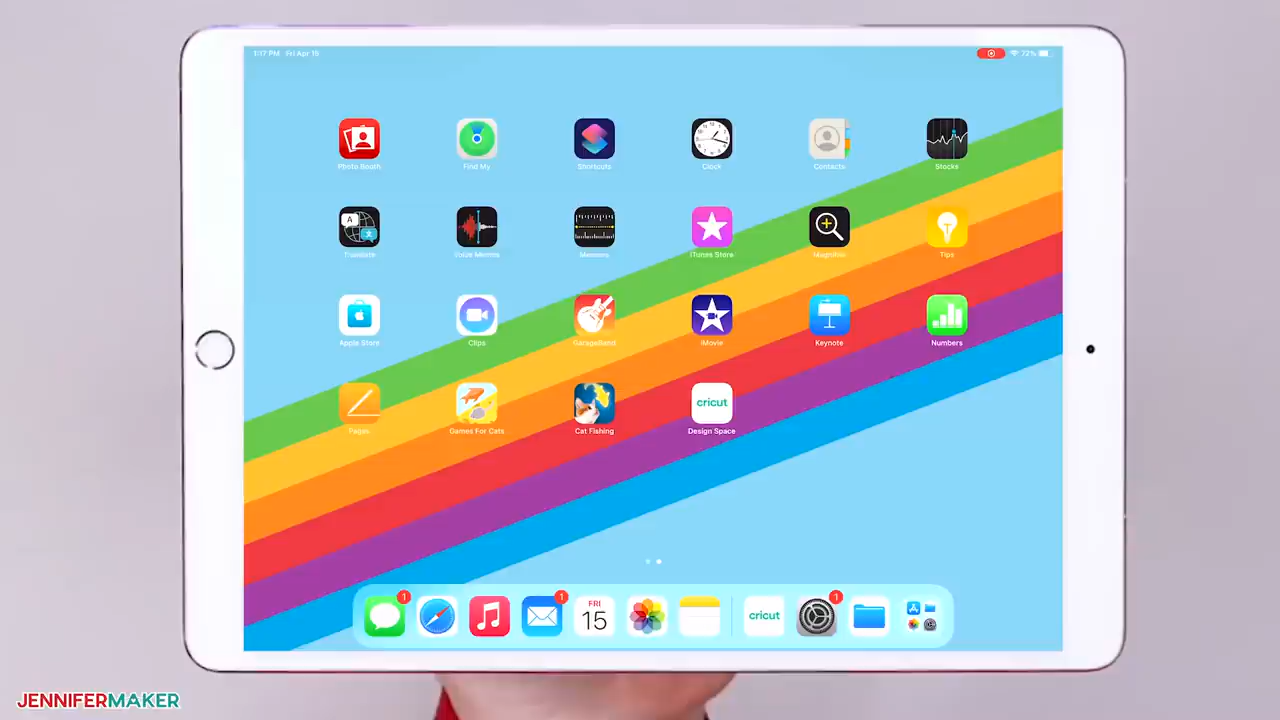 1:17 PM Fri Apr 15
72%
Photo Booth
Find My
Shortcuts
Clock
Contacts
Stocks
A
文
Translate
Voice Memos
Measure
iTunes Store
Magnifier
Tips
Apple Store
Clips
GarageBand
iMovie
Keynote
Numbers
cricut
Pages
Games For Cats
Cat Fishing
Design Space
1
1
FRI
15
cricut
1
JENNIFERMAKER